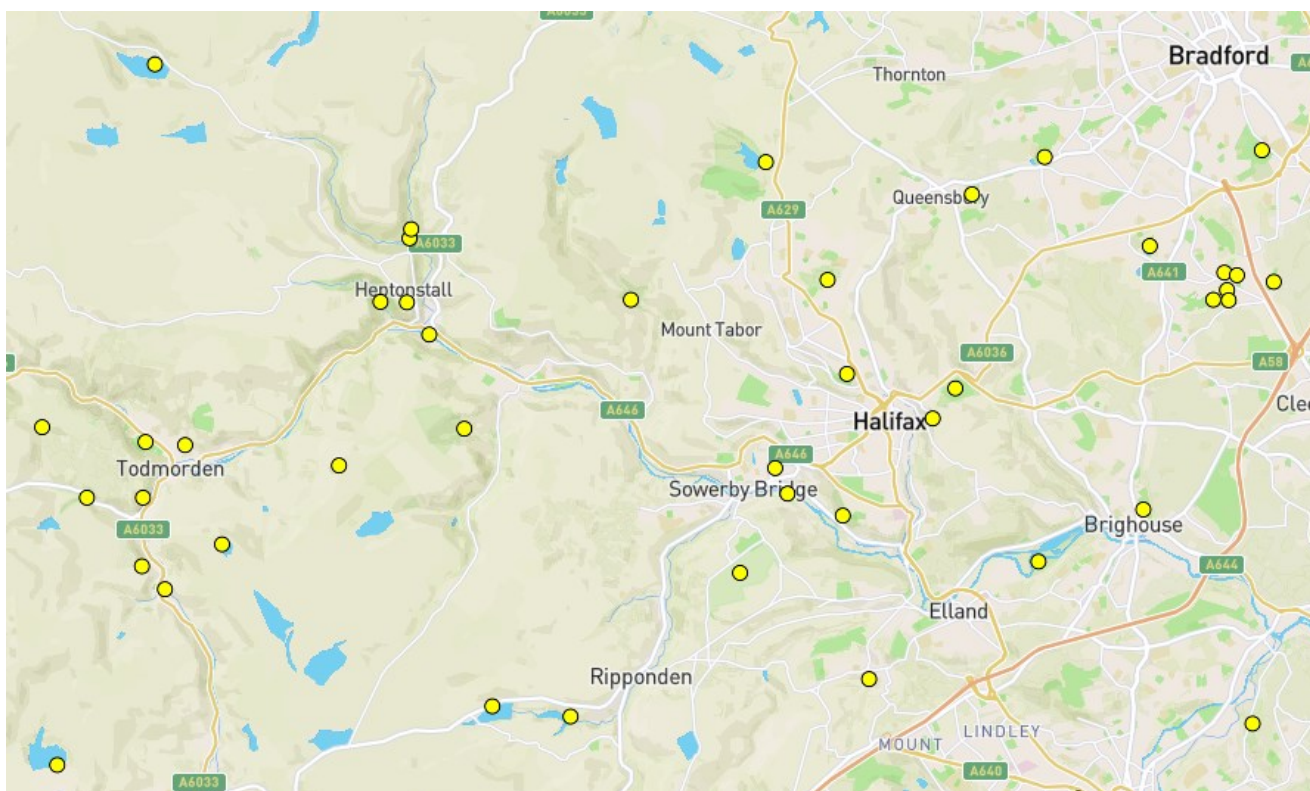 A6033
Bradford
Thornton
Queensbury
A629
A6033
A641
Heptonstall
Mount Tabor
A6036
A58
A646
Halifax
A646
Todmorden
Sowerby Bridge
A6033
Brighouse
A644
Elland
Ripponden
MOUNT
LINDLEY
A640
A6033